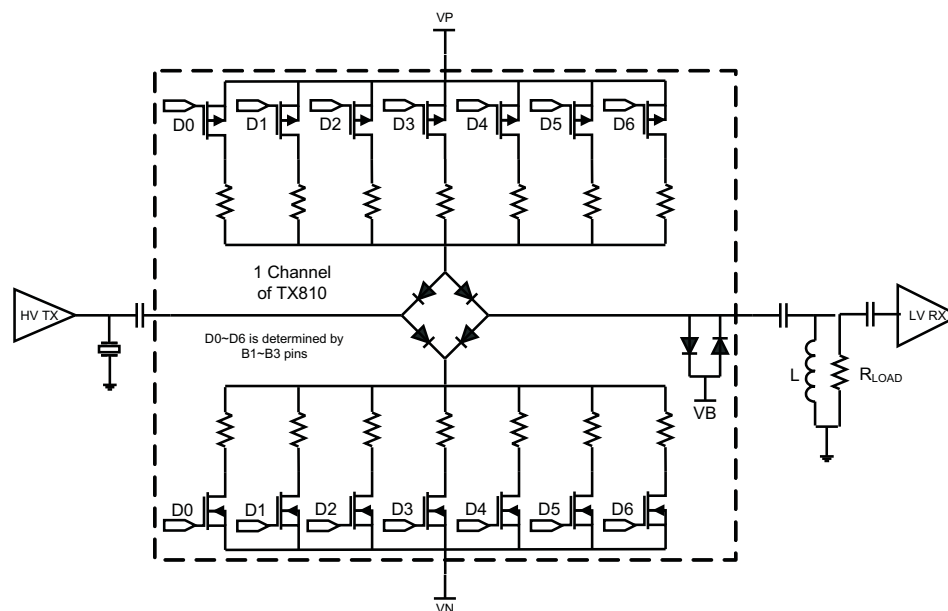 VP
D0 D1 D2 D3 D4 D5 D6
1 Channel
of TX810
HV TX
D0~D6 is determined by
B1~B3 pins
LV RX
L
RLOAD
VB
D0 D1 D2 D3 D4 D5 D6
VN